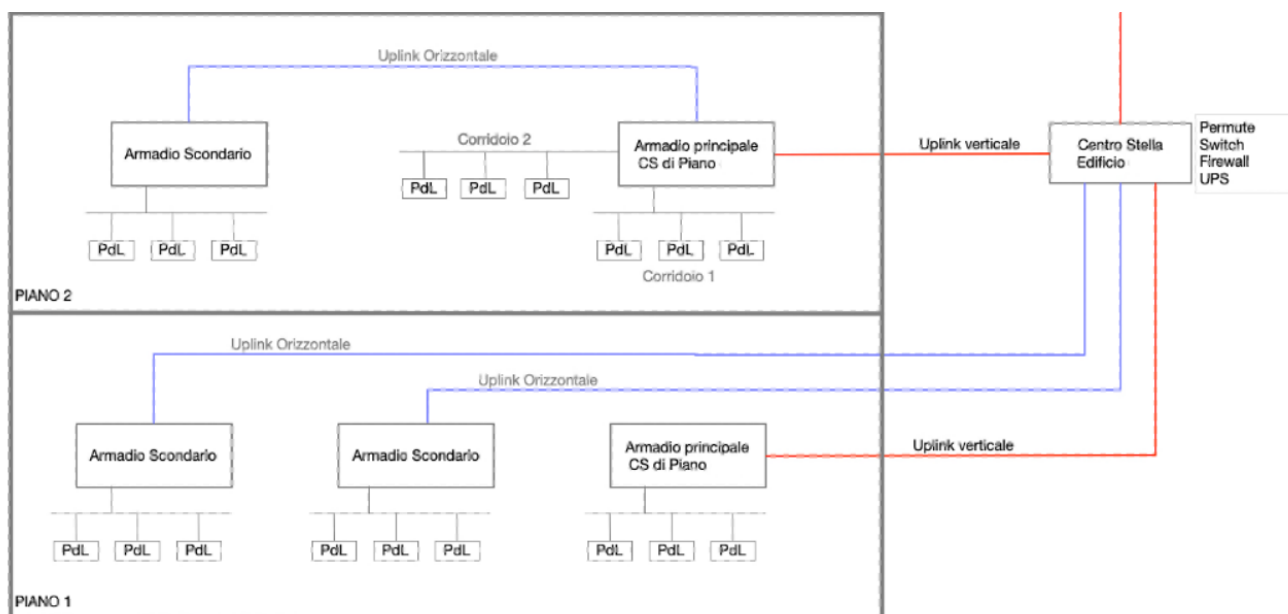 Uplink Orizzontale
Armadio Scondario
Corridoio 2
Armadio principale
CS di Piano
Uplink verticale
Centro Stella
Edificio
Permute
Switch
Firewall
UPS
PdL PdL PdL
PdL PdL PdL
PdL PdL PdL
Corridoio 1
PIANO 2
Uplink Orizzontale
Uplink Orizzontale
Armadio Scondario
Armadio Scondario
Armadio principale
CS di Piano
Uplink verticale
PdL PdL PdL
PdL PdL PdL
PdL PdL PdL
PIANO 1